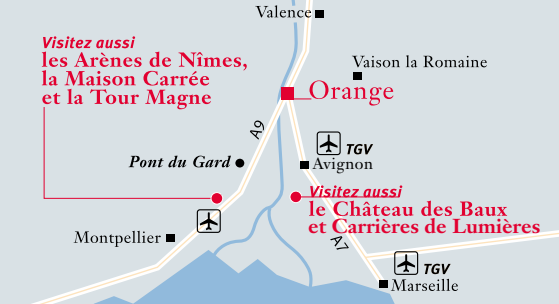 Valence
Visitez aussi
les Arènes de Nîmes,
la Maison Carrée
et la Tour Magne
Vaison la Romaine
Orange
A9
TGV
Pont du Gard
Avignon
Visitez aussi
le Château des Baux
et Carrières de Lumières
Montpellier
A7
TGV
Marseille